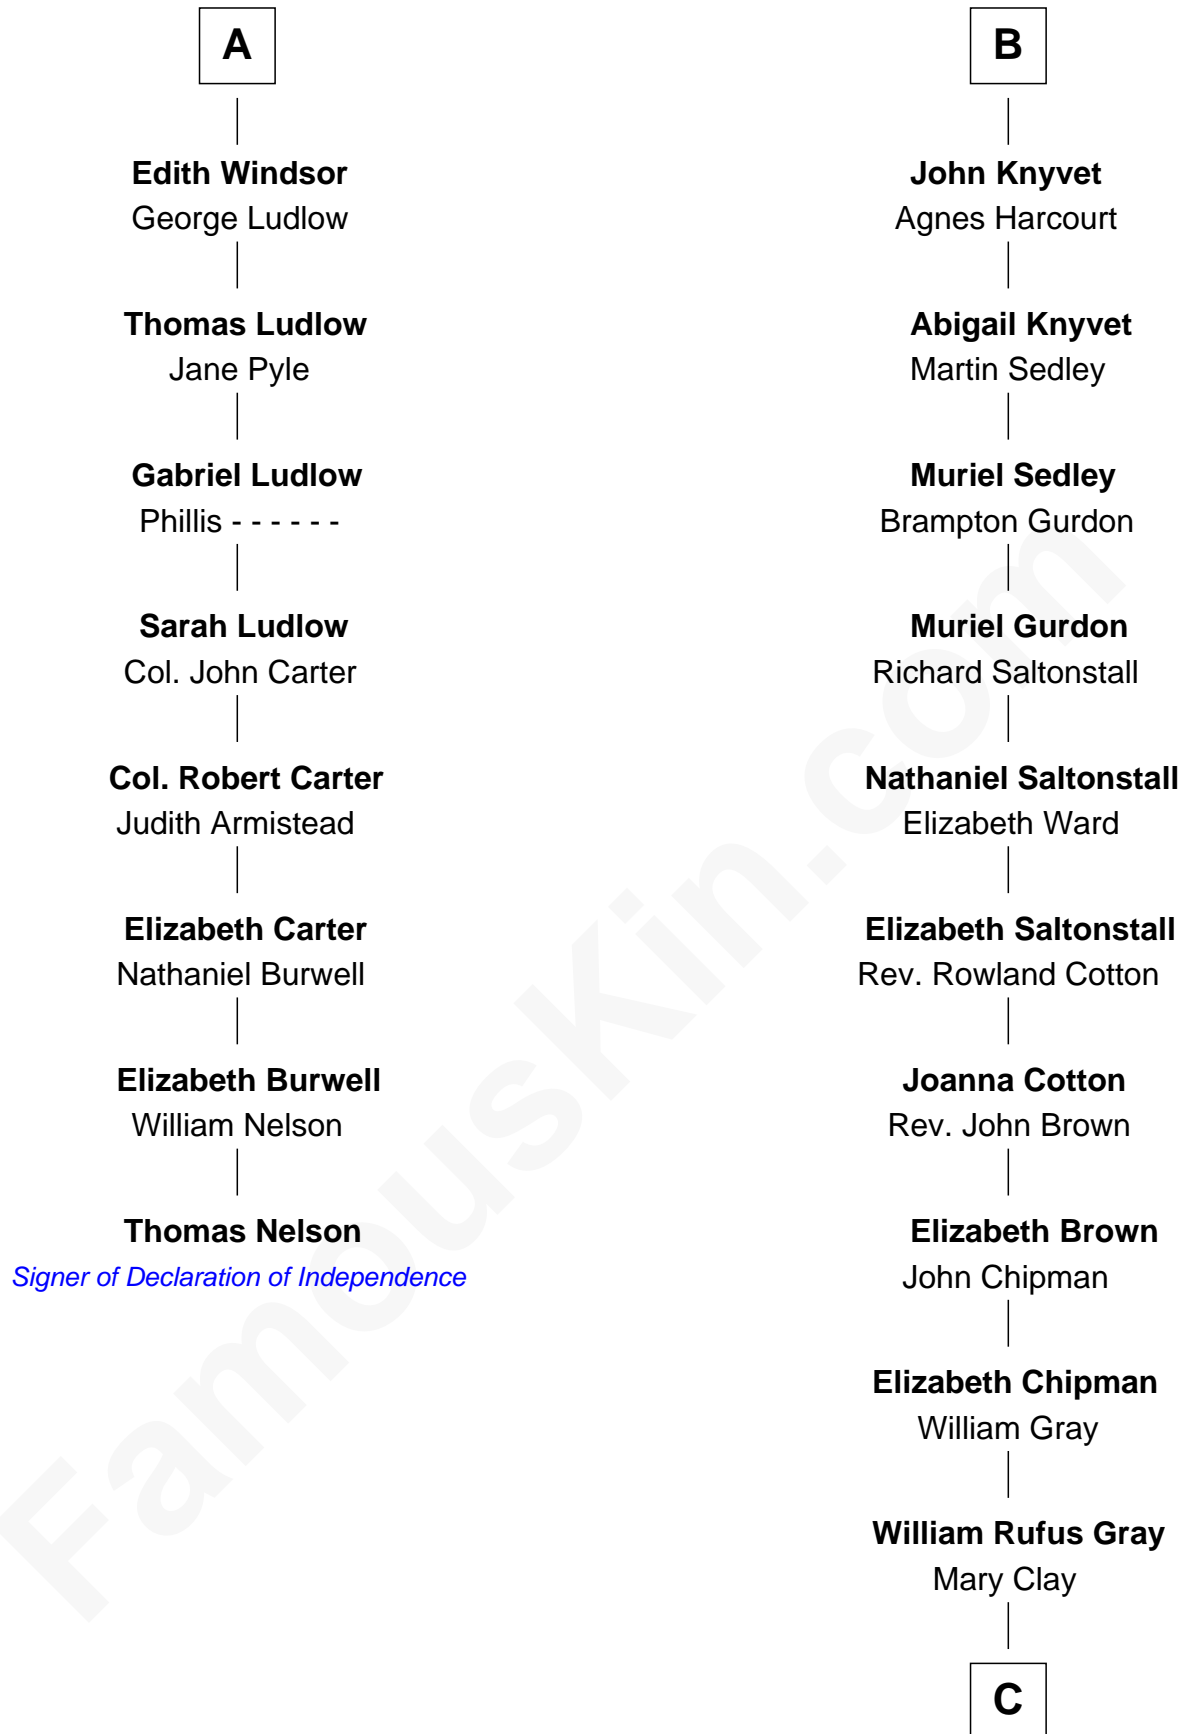 A
Edith Windsor
George Ludlow
Thomas Ludlow
Jane Pyle
Gabriel Ludlow
Phillis - - - - - -
Sarah Ludlow
Col. John Carter
Col. Robert Carter
Judith Armistead
Elizabeth Carter
Nathaniel Burwell
Elizabeth Burwell
William Nelson
Thomas Nelson
Signer of Declaration of Independence
B
John Knyvet
Agnes Harcourt
Abigail Knyvet
Martin Sedley
Muriel Sedley
Brampton Gurdon
Muriel Gurdon
Richard Saltonstall
Nathaniel Saltonstall
Elizabeth Ward
Elizabeth Saltonstall
Rev. Rowland Cotton
Joanna Cotton
Rev. John Brown
Elizabeth Brown
John Chipman
Elizabeth Chipman
William Gray
William Rufus Gray
Mary Clay
C
FamousKin.com